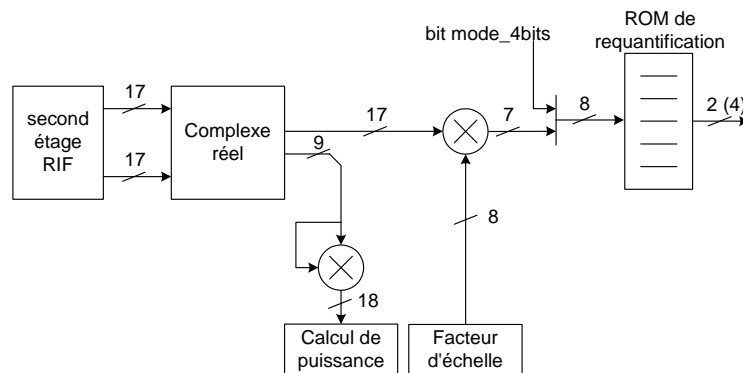 ROM de
requantification
bit mode_4bits
second
étage
RIF
17
17
Complexe
réel
17
9
7
8
2 (4)
8
18
Calcul de
puissance
Facteur
d'échelle